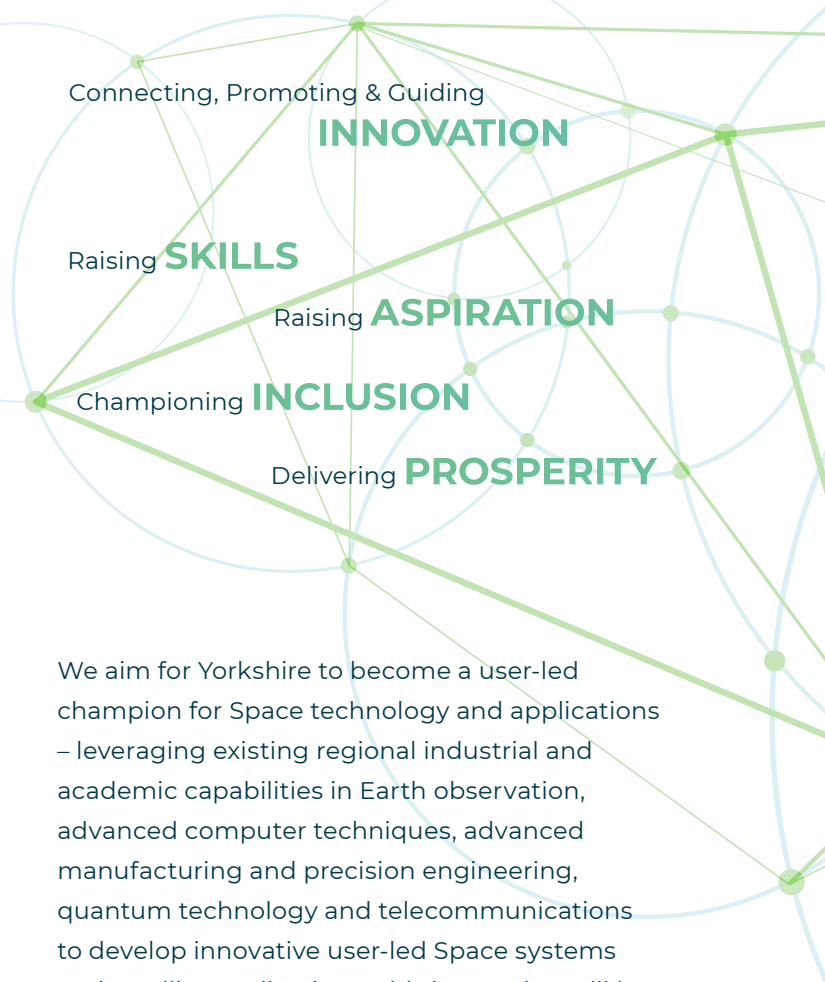 Connecting, Promoting & Guiding
INNOVATION
Raising SKILLS
Raising ASPIRATION
Championing INCLUSION
Delivering PROSPERITY
We aim for Yorkshire to become a user-led
champion for Space technology and applications
– leveraging existing regional industrial and
academic capabilities in Earth observation,
advanced computer techniques, advanced
manufacturing and precision engineering,
quantum technology and telecommunications
to develop innovative user-led Space systems